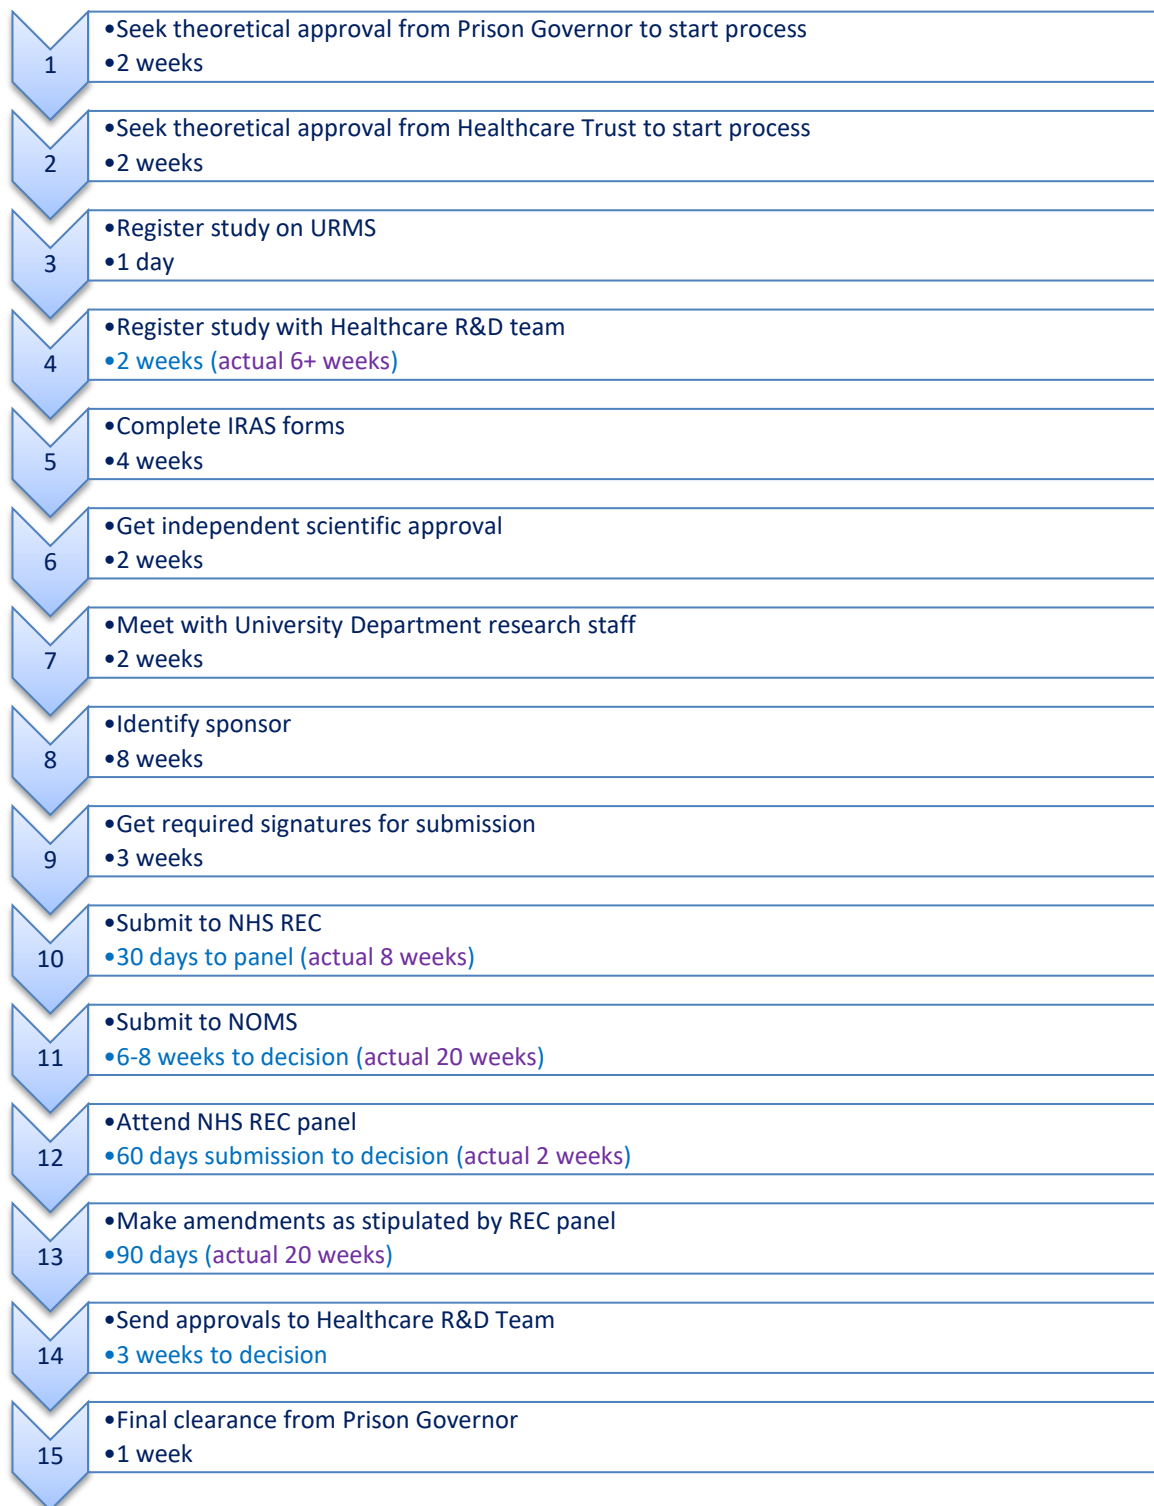 1
•Seek theoretical approval from Prison Governor to start process
•2 weeks
2
•Seek theoretical approval from Healthcare Trust to start process
•2 weeks
3
•Register study on URMS
•1 day
4
•Register study with Healthcare R&D team
•2 weeks (actual 6+ weeks)
5
•Complete IRAS forms
•4 weeks
6
•Get independent scientific approval
•2 weeks
7
•Meet with University Department research staff
•2 weeks
8
•Identify sponsor
•8 weeks
9
•Get required signatures for submission
•3 weeks
10
•Submit to NHS REC
•30 days to panel (actual 8 weeks)
11
•Submit to NOMS
•6-8 weeks to decision (actual 20 weeks)
12
•Attend NHS REC panel
•60 days submission to decision (actual 2 weeks)
13
•Make amendments as stipulated by REC panel
•90 days (actual 20 weeks)
14
•Send approvals to Healthcare R&D Team
•3 weeks to decision
15
•Final clearance from Prison Governor
•1 week